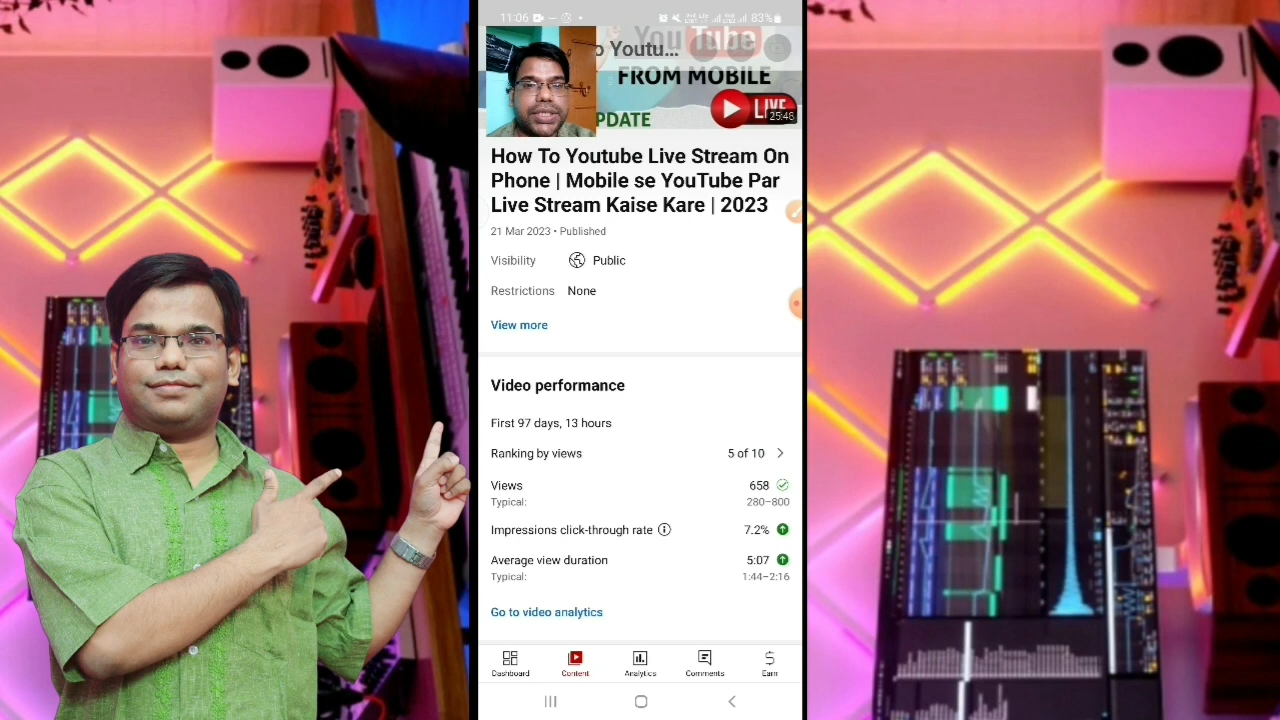 11:06
83%
o Youtu...
YouTube
FROM MOBILE
LIVE
25:46
PDATE
How To Youtube Live Stream On
Phone | Mobile se YouTube Par
Live Stream Kaise Kare | 2023
21 Mar 2023 • Published
Visibility Public
Restrictions None
View more
Video performance
First 97 days, 13 hours
Ranking by views 5 of 10
Views 658
Typical: 280–800
Impressions click-through rate 7.2%
Average view duration 5:07
Typical: 1:44–2:16
Go to video analytics
Dashboard Content Analytics Comments Earn